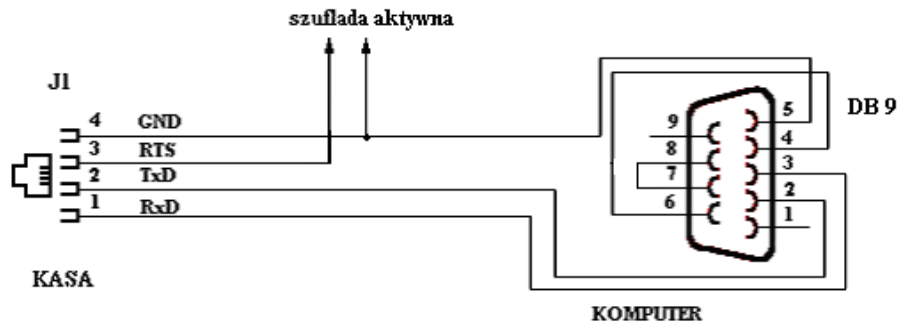 szuflada aktywna
J1
4 GND
3 RTS
2 TxD
1 RxD
KASA
9
8
7
6
5
4
3
2
1
DB 9
KOMPUTER